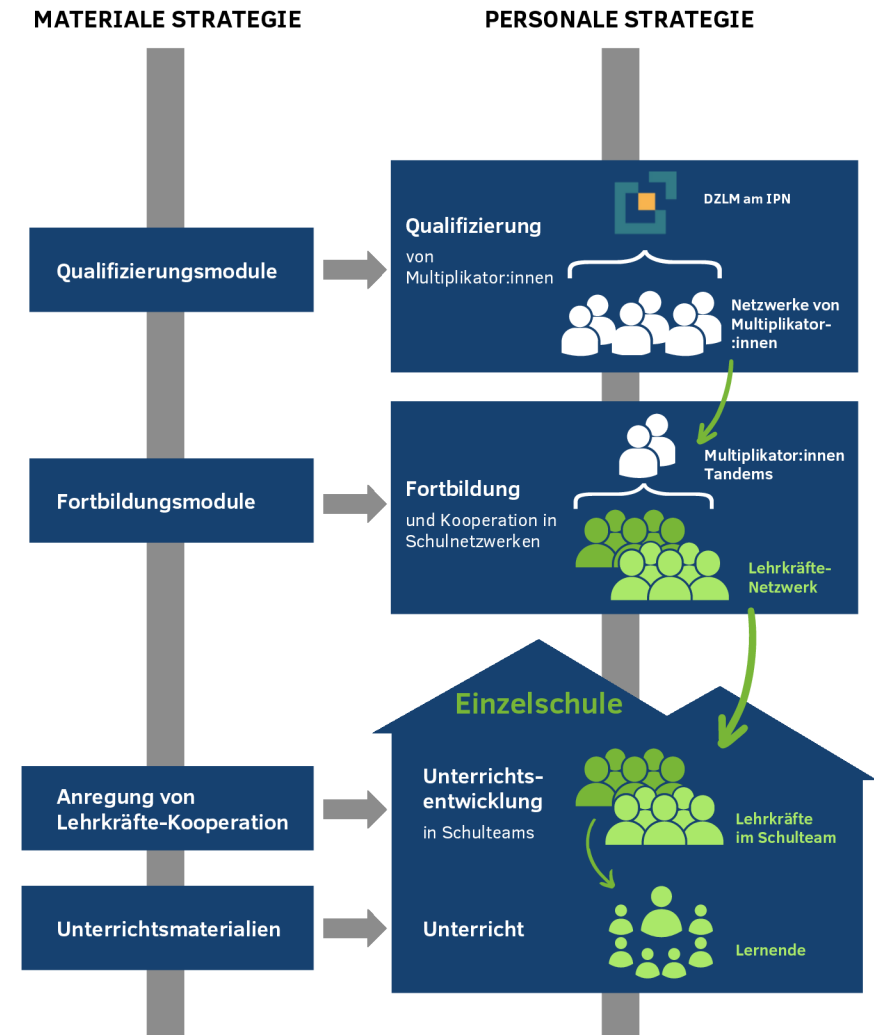 MATERIALE STRATEGIE
PERSONALE STRATEGIE
Qualifizierungsmodule
Qualifizierung
von
Multiplikator:innen
DZLM am IPN
Netzwerke von
Multiplikator-
:innen
Fortbildungsmodule
Fortbildung
und Kooperation in
Schulnetzwerken
Multiplikator:innen
Tandems
Lehrkräfte-
Netzwerk
Einzelschule
Anregung von
Lehrkräfte-Kooperation
Unterrichts-
entwicklung
in Schulteams
Lehrkräfte
im Schulteam
Unterrichtsmaterialien
Unterricht
Lernende